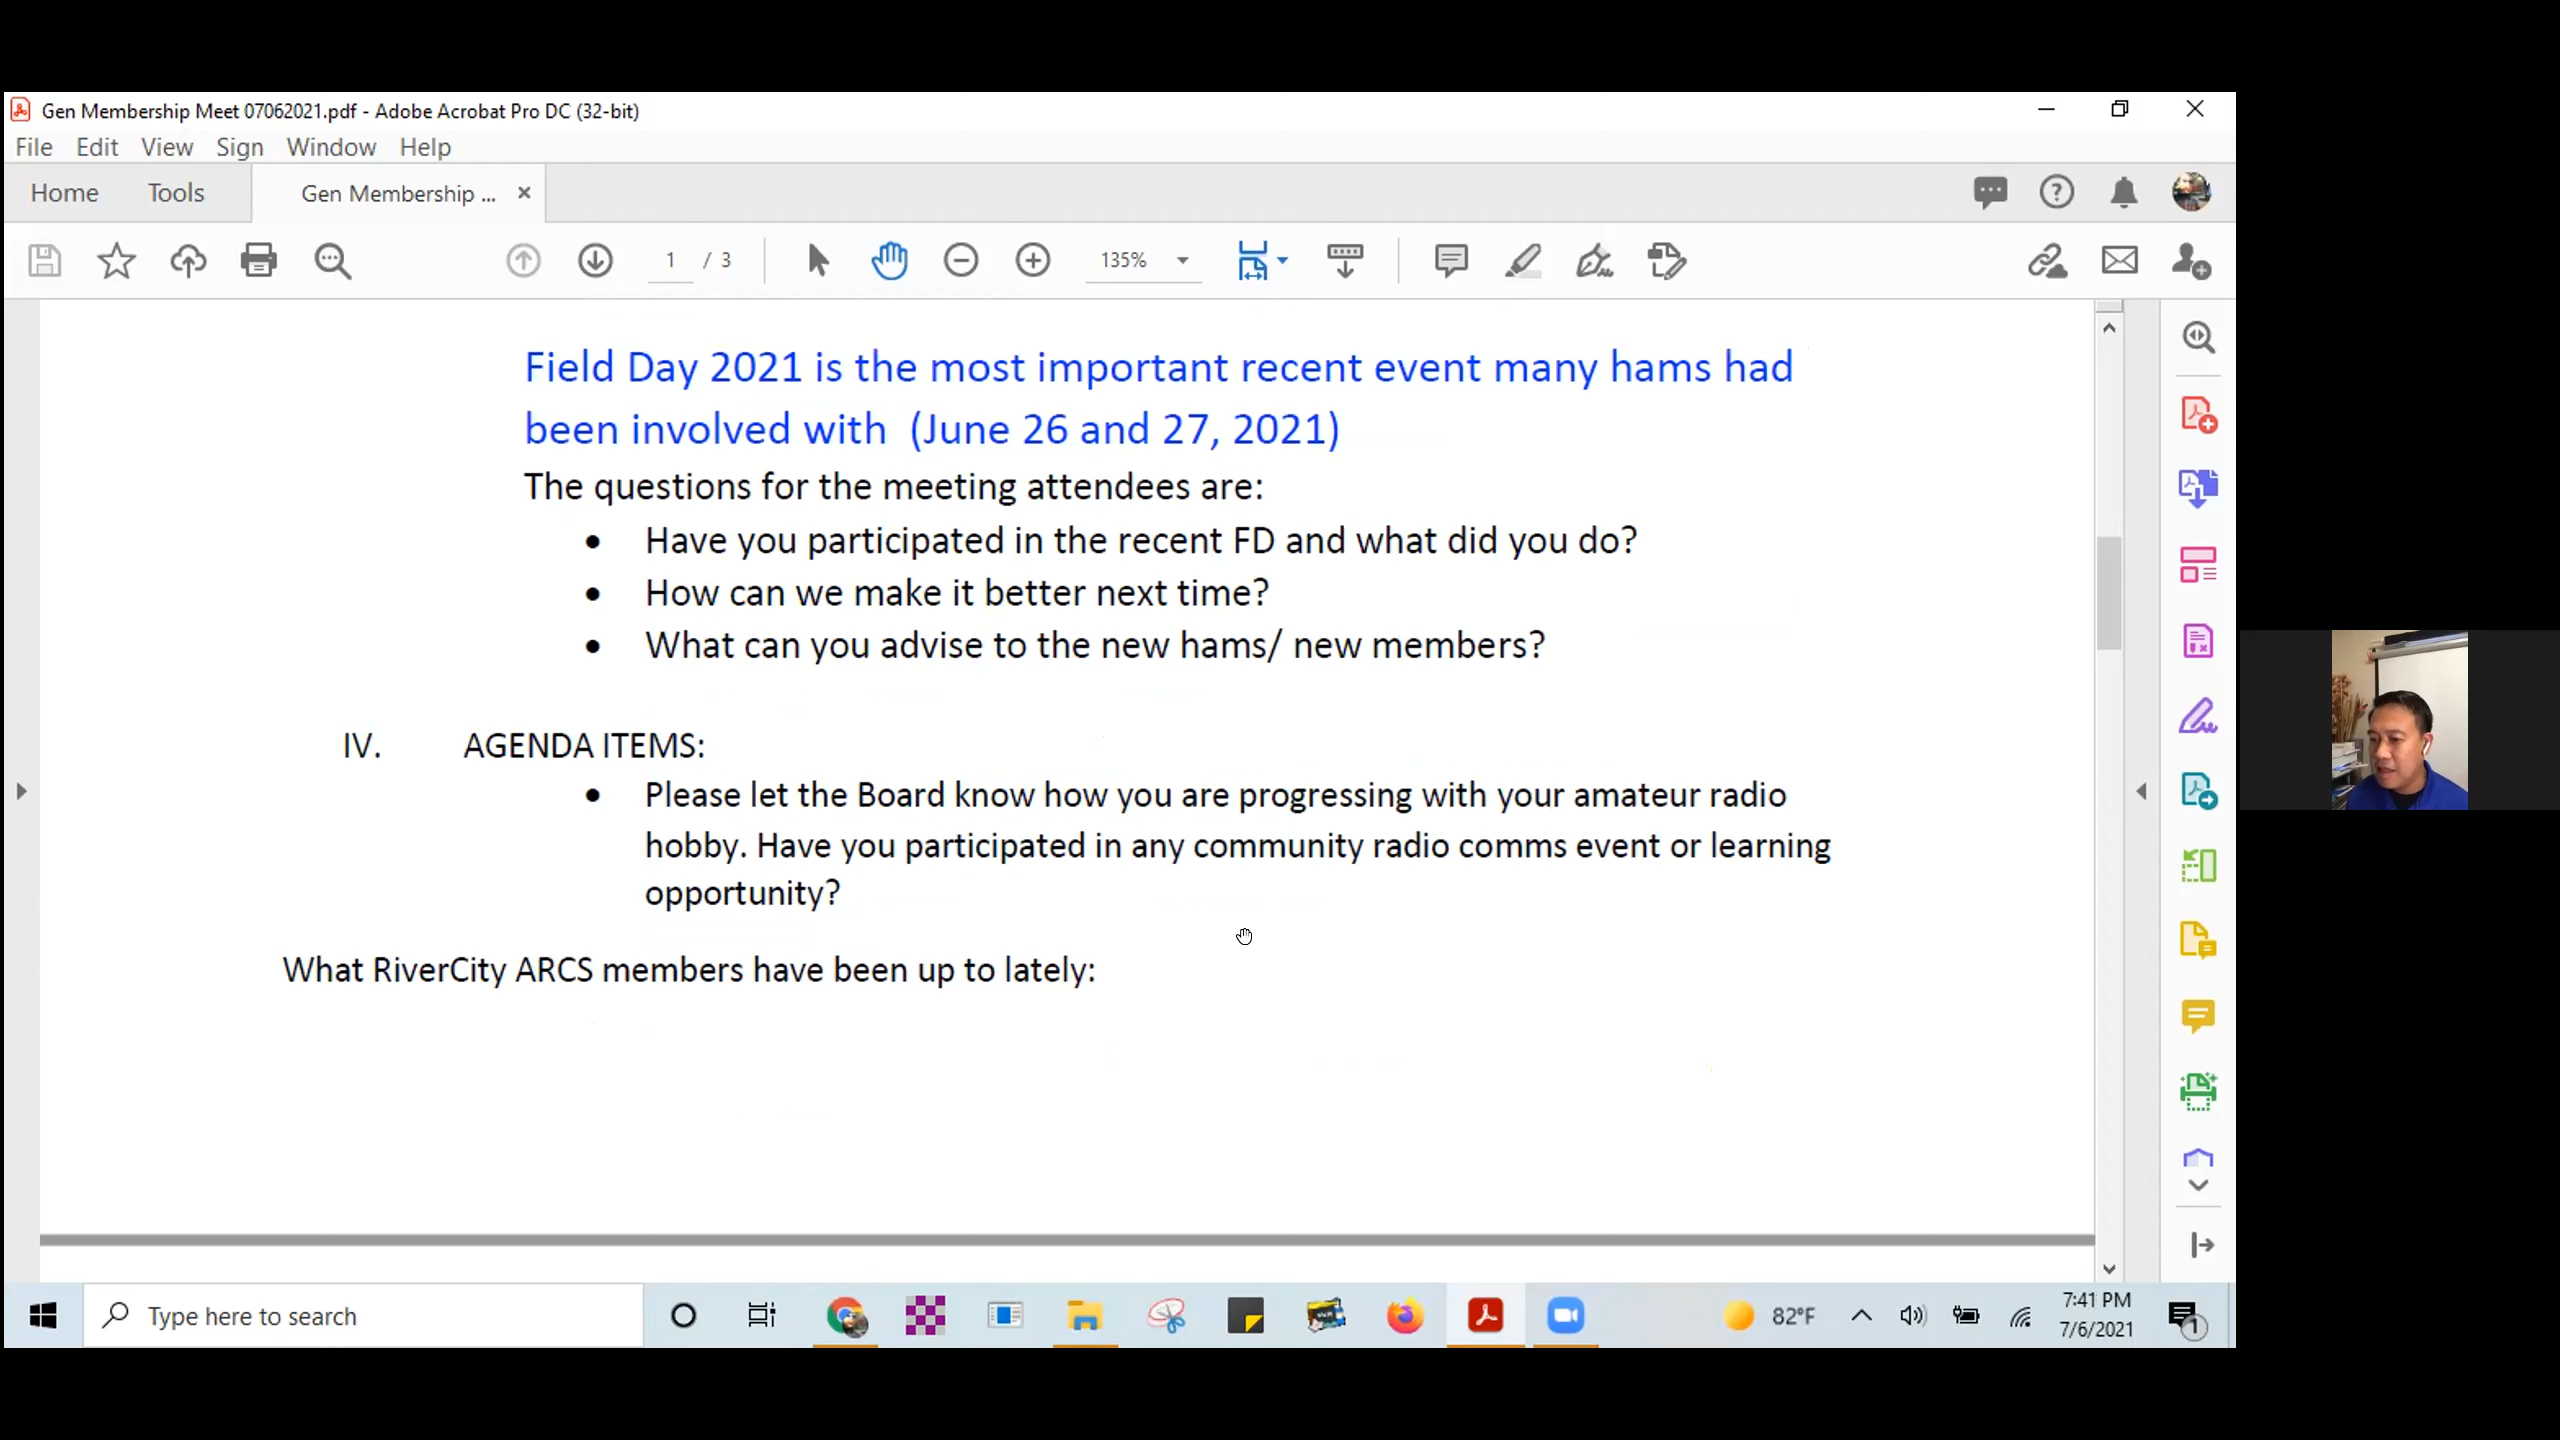 Gen Membership Meet 07062021.pdf - Adobe Acrobat Pro DC (32-bit)
File Edit View Sign Window Help
Home Tools Gen Membership ...
1 / 3 135%
Field Day 2021 is the most important recent event many hams had
been involved with (June 26 and 27, 2021)
The questions for the meeting attendees are:
• Have you participated in the recent FD and what did you do?
• How can we make it better next time?
• What can you advise to the new hams/ new members?
IV. AGENDA ITEMS:
• Please let the Board know how you are progressing with your amateur radio
hobby. Have you participated in any community radio comms event or learning
opportunity?
What RiverCity ARCS members have been up to lately:
Type here to search
82°F
7:41 PM
7/6/2021
1